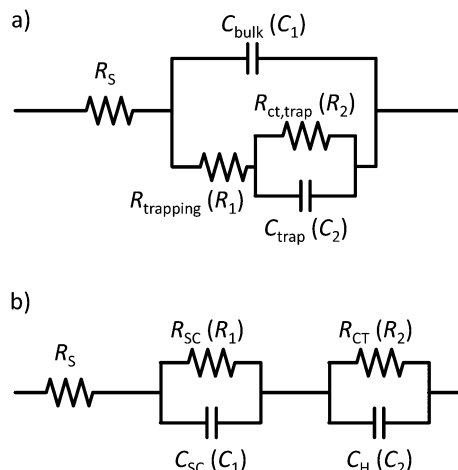 a)
C_bulk (C_1)
R_S
R_ct,trap (R_2)
R_trapping (R_1)
C_trap (C_2)
b)
R_SC (R_1)
R_CT (R_2)
R_S
C_SC (C_1)
C_H (C_2)